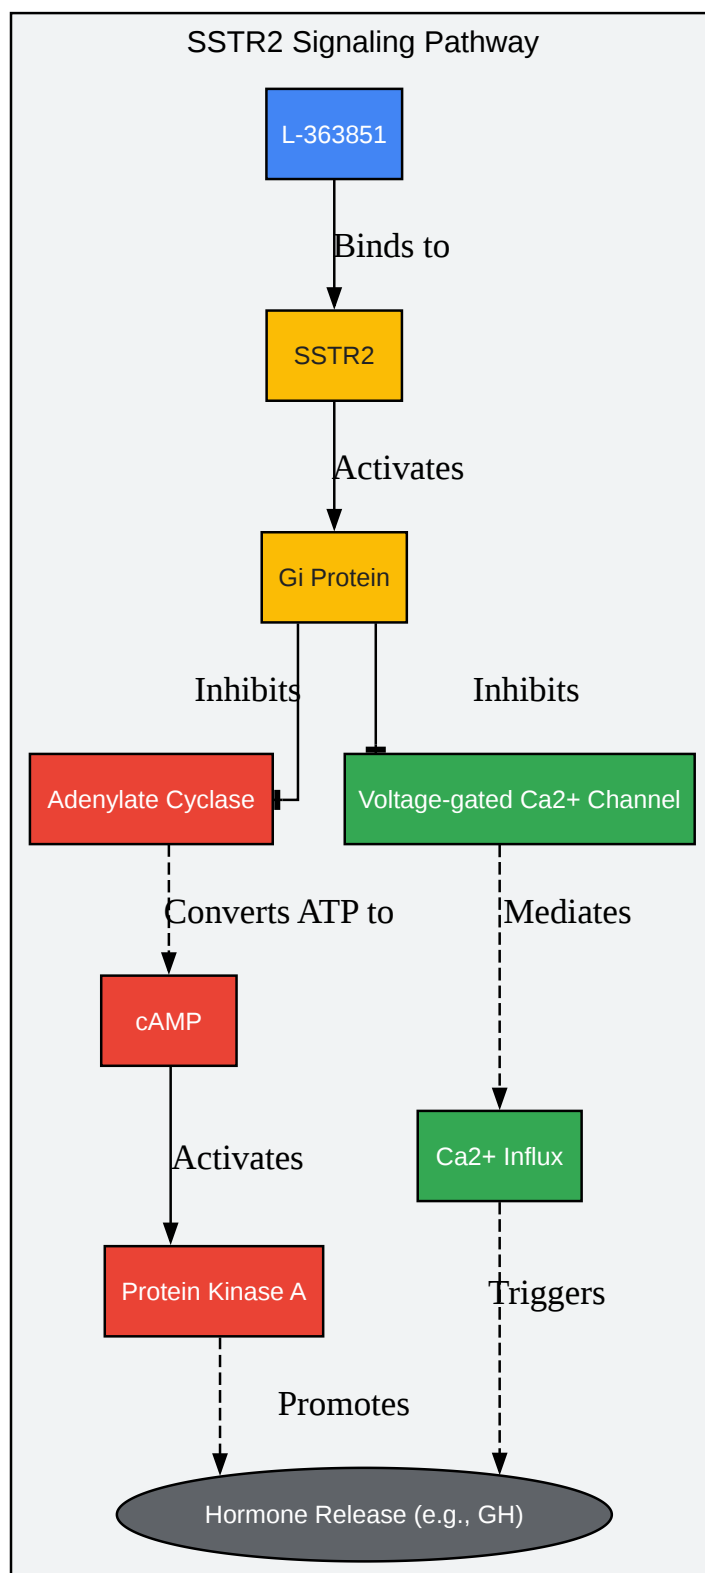 SSTR2 Signaling Pathway
L-363851
Binds to
SSTR2
Activates
Gi Protein
Inhibits
Inhibits
Adenylate Cyclase
Voltage-gated Ca2+ Channel
Converts ATP to
Mediates
cAMP
Activates
Ca2+ Influx
Protein Kinase A
Triggers
Promotes
Hormone Release (e.g., GH)